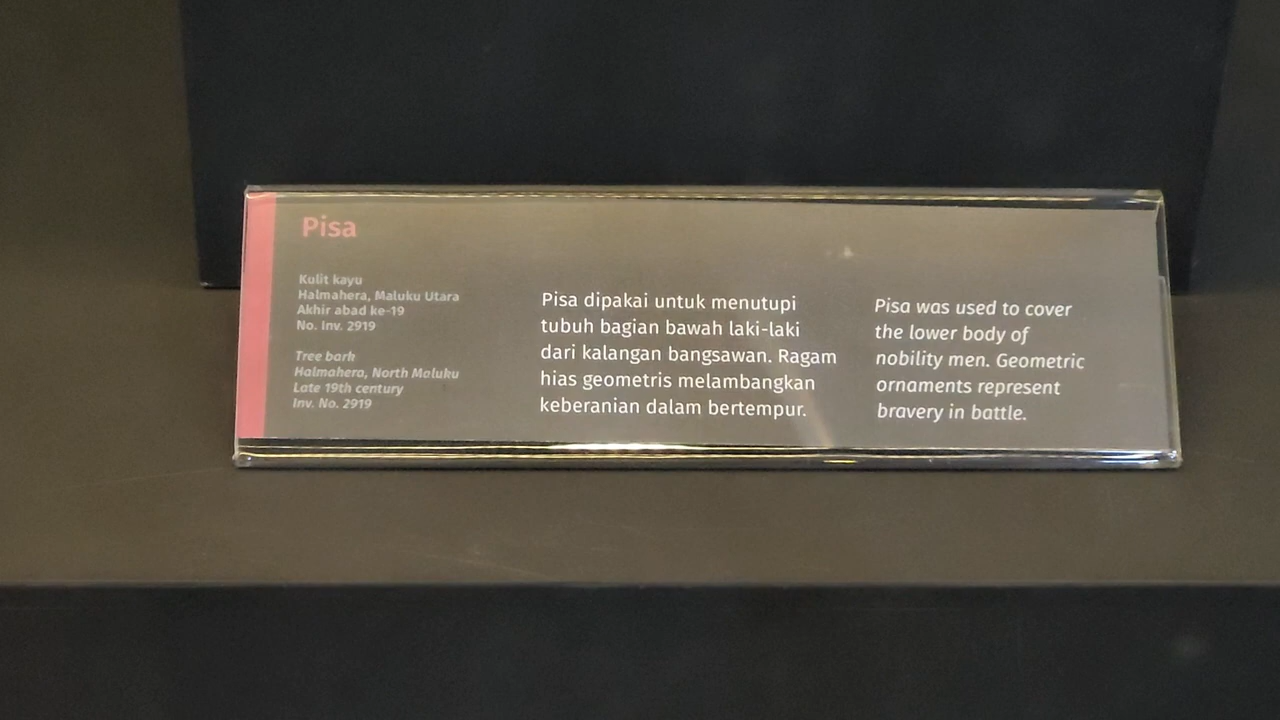 Pisa
Kulit kayu
Halmahera, Maluku Utara
Akhir abad ke-19
No. Inv. 2919
Tree bark
Halmahera, North Maluku
Late 19th century
Inv. No. 2919
Pisa dipakai untuk menutupi
tubuh bagian bawah laki-laki
dari kalangan bangsawan. Ragam
hias geometris melambangkan
keberanian dalam bertempur.
Pisa was used to cover
the lower body of
nobility men. Geometric
ornaments represent
bravery in battle.